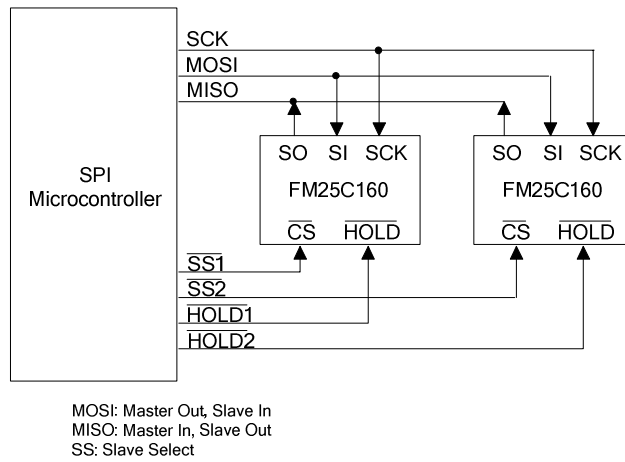 SCK
MOSI
MISO
SPI
Microcontroller
SO SI SCK
FM25C160
CS HOLD
SO SI SCK
FM25C160
CS HOLD
SS1
SS2
HOLD1
HOLD2
MOSI: Master Out, Slave In
MISO: Master In, Slave Out
SS: Slave Select